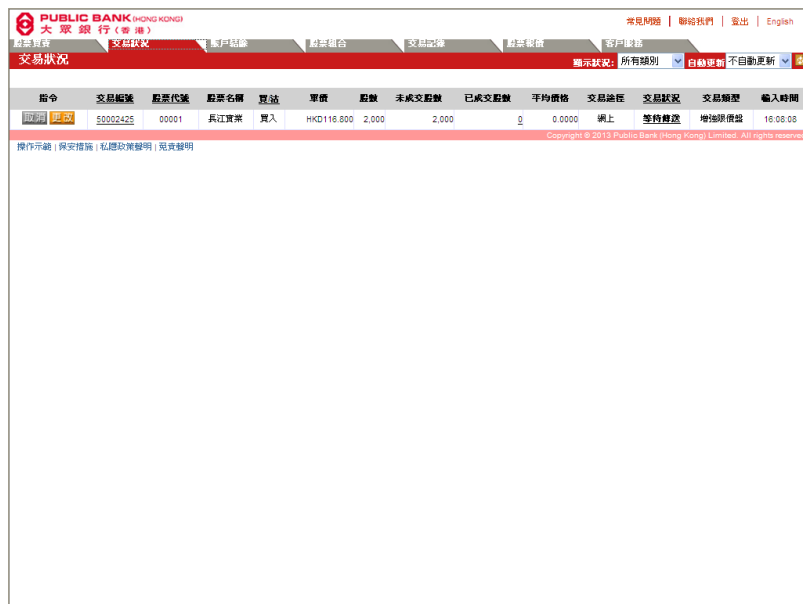 PUBLIC BANK (HONG KONG)
大眾銀行(香港)
常見問題 | 聯絡我們 | 登出 | English
股票買賣 交易狀況 賬戶結餘 股票組合 交易記錄 股票報價 客戶服務
交易狀況 顯示狀況: 所有類別 自動更新 不自動更新
指令 交易編號 股票代號 股票名稱 買/沽 單價 股數 未成交股數 已成交股數 平均價格 交易途徑 交易狀況 交易類型 輸入時間
取消 更改 50002425 00001 長江實業 買入 HKD116.800 2,000 2,000 0 0.0000 網上 等待傳送 增強限價盤 16:08:08
Copyright © 2013 Public Bank (Hong Kong) Limited. All rights reserve
操作示範 | 保安措施 | 私隱政策聲明 | 免責聲明